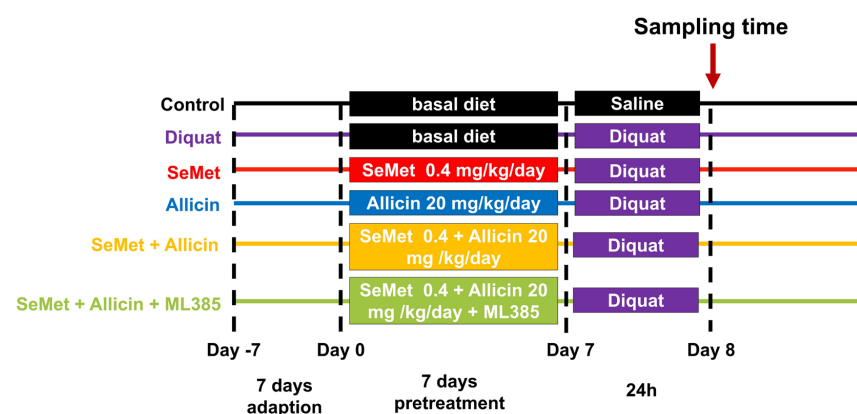 Sampling time
Control basal diet Saline
Diquat basal diet Diquat
SeMet SeMet 0.4 mg/kg/day Diquat
Allicin Allicin 20 mg/kg/day Diquat
SeMet + Allicin
SeMet 0.4 + Allicin 20
mg /kg/day
Diquat
SeMet + Allicin + ML385
SeMet 0.4 + Allicin 20
mg /kg/day + ML385
Diquat
Day -7 Day 0 Day 7 Day 8
7 days
adaption
7 days
pretreatment
24h